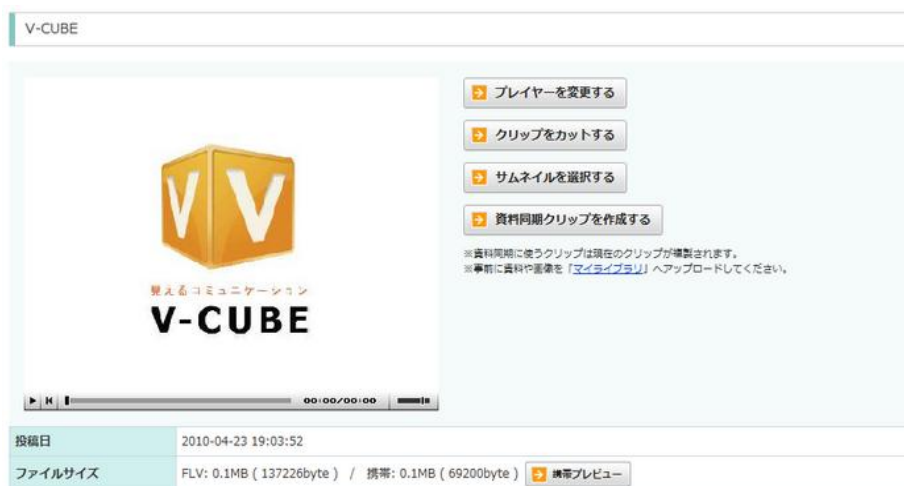 V-CUBE
プレイヤーを変更する
クリップをカットする
サムネイルを選択する
資料同期クリップを作成する
※資料同期に使うクリップは現在のクリップが複製されます。
※事前に資料や画像を「マイライブラリ」へアップロードしてください。
V V
見えるコミュニケーション
V-CUBE
00:00/00:00
投稿日 2010-04-23 19:03:52
ファイルサイズ FLV: 0.1MB ( 137226byte ) / 携帯: 0.1MB ( 69200byte ) 携帯プレビュー